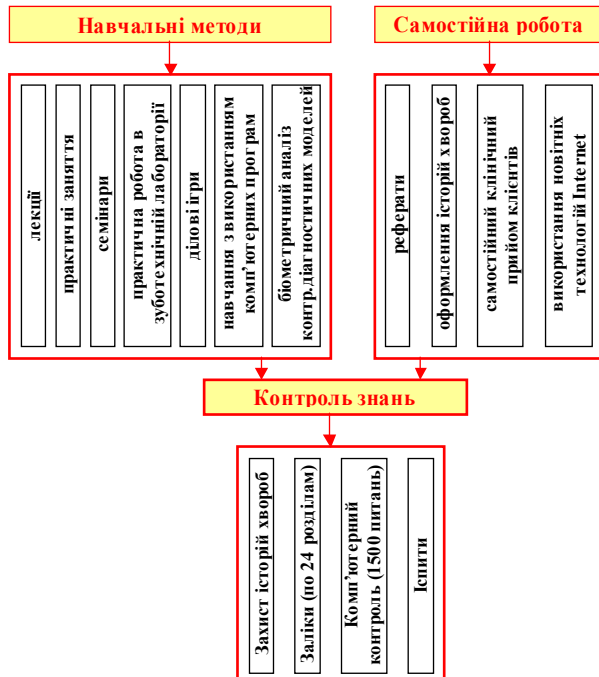 Навчальні методи
Самостійна робота
лекції
практичні заняття
семінари
практична робота в
зуботехнічній лабораторії
ділові ігри
навчання з використанням
комп’ютерних програм
біометричний аналіз
контр.діагностичних моделей
реферати
оформлення історій хвороб
самостійний клінічний
прийом клієнтів
використання новітніх
технологій Internet
Контроль знань
Захист історій хвороб
Заліки (по 24 розділам)
Комп’ютерний
контроль (1500 питань)
Іспити